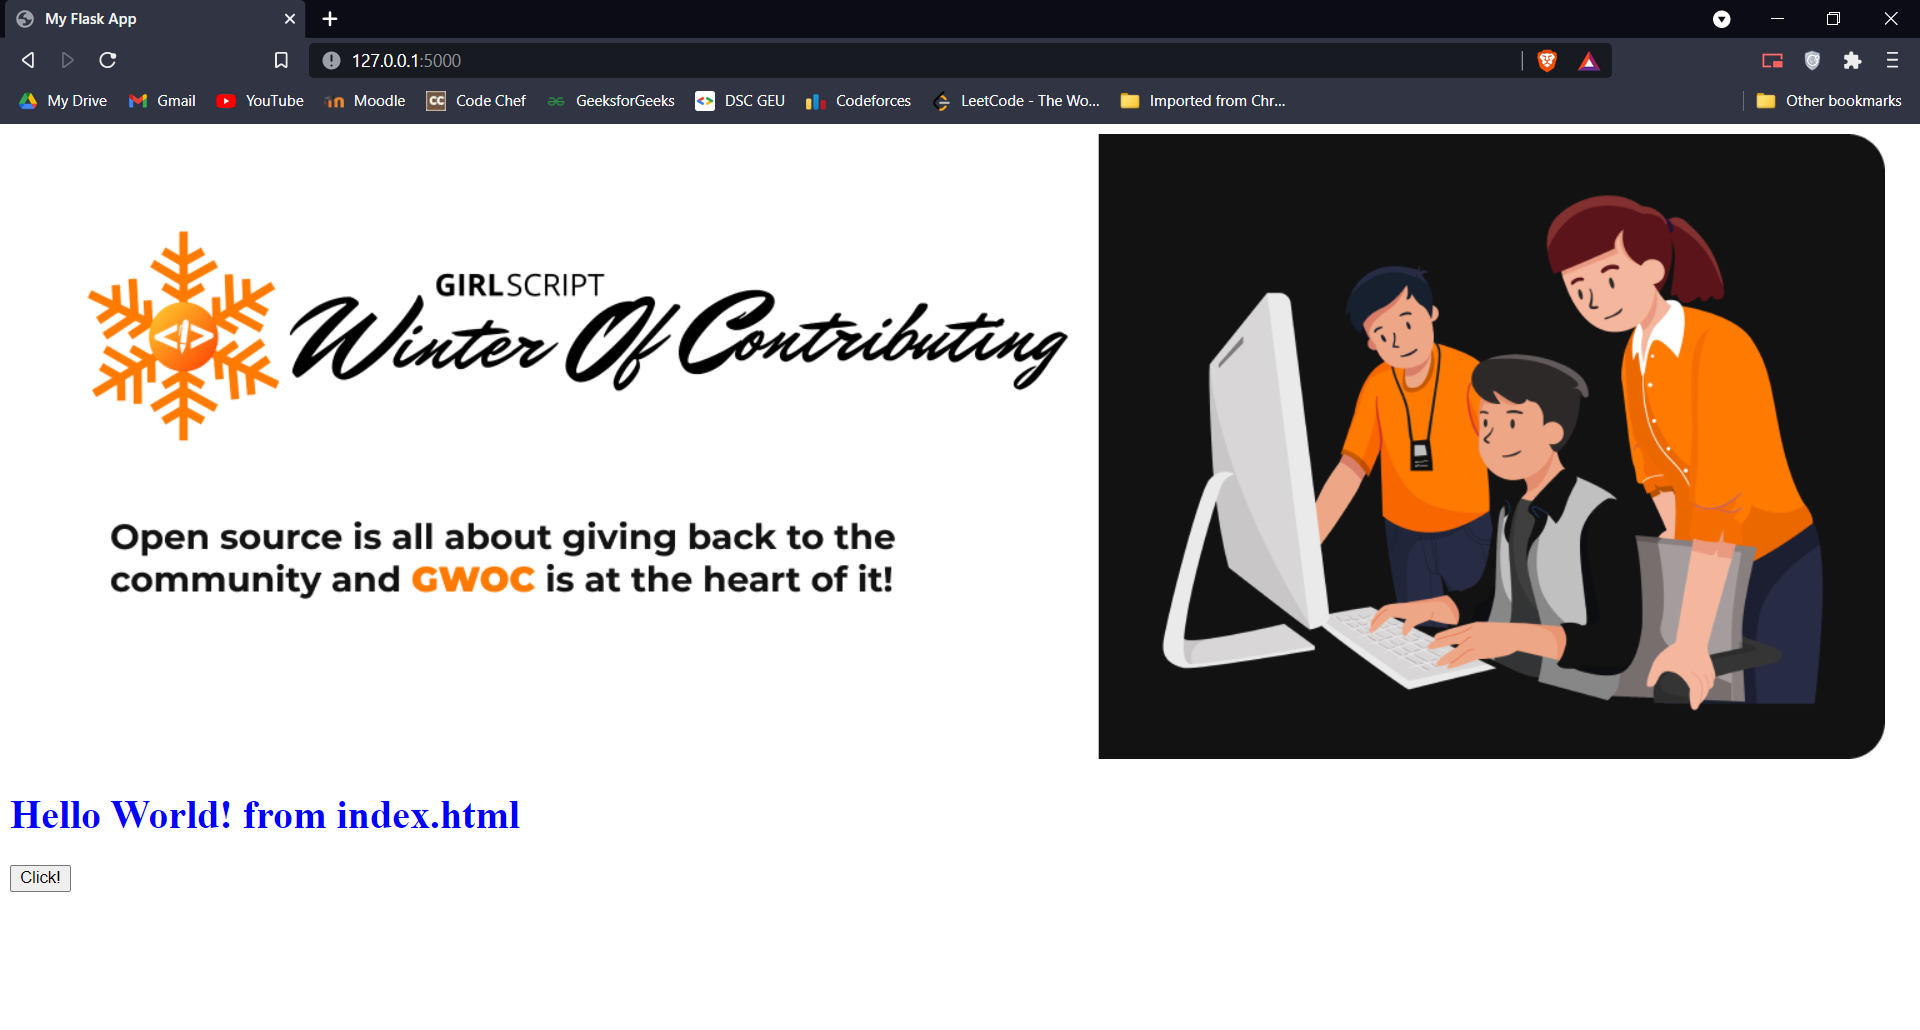 My Flask App
127.0.0.1:5000
My Drive Gmail YouTube Moodle CC Code Chef GeeksforGeeks DSC GEU Codeforces LeetCode - The Wo... Imported from Chr... Other bookmarks
GIRLSCRIPT
Winter Of Contributing
Open source is all about giving back to the
community and GWOC is at the heart of it!
Hello World! from index.html
Click!